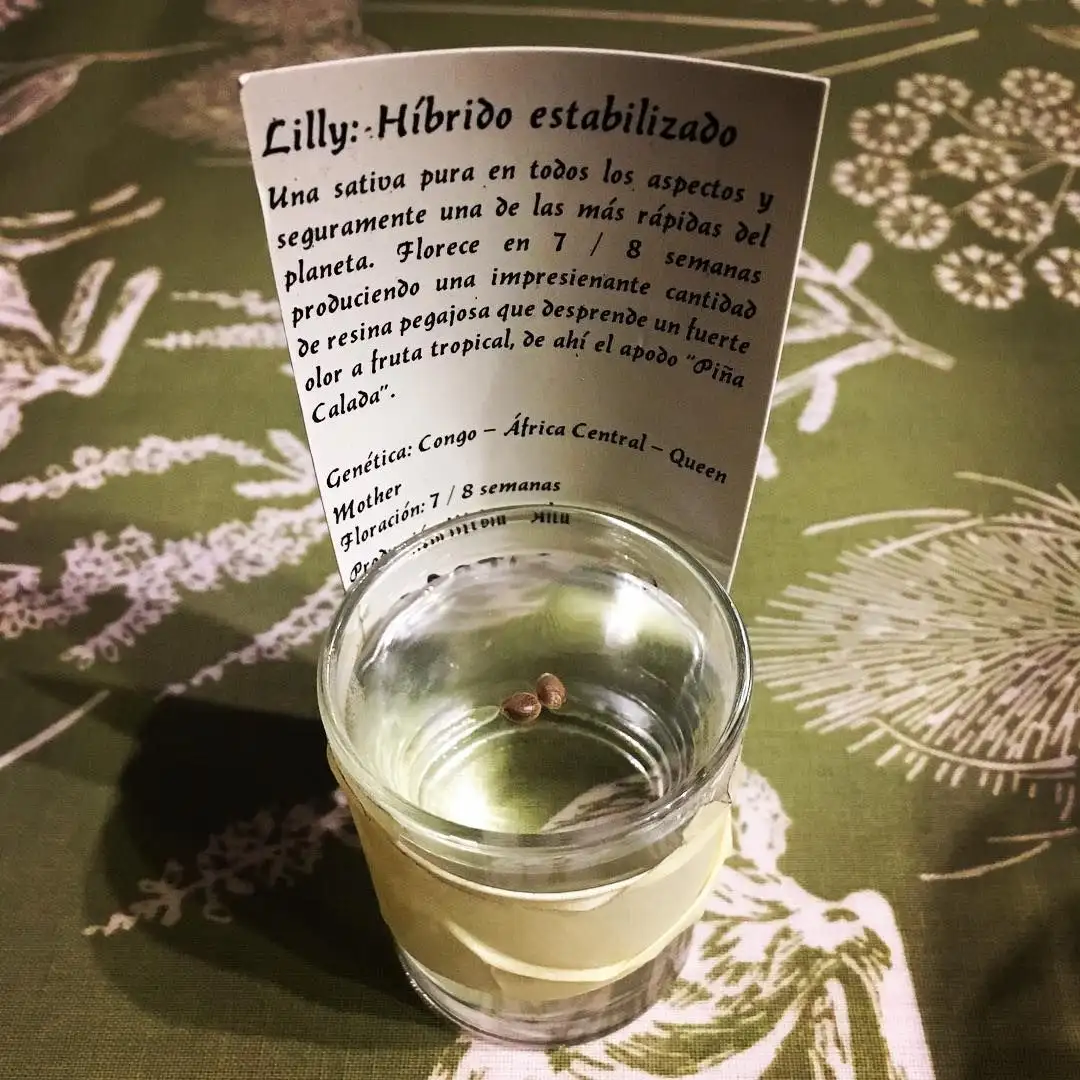 Lilly: Híbrido estabilizado
Una sativa pura en todos los aspectos y
seguramente una de las más rápidas del
planeta. Florece en 7 / 8 semanas
produciendo una impresienante cantidad
de resina pegajosa que desprende un fuerte
olor a fruta tropical, de ahí el apodo "Piña
Calada".
Genética: Congo – África Central – Queen
Mother
Floración: 7 / 8 semanas